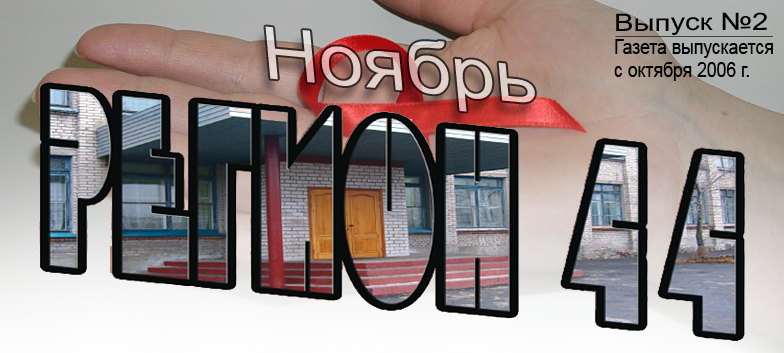 Выпуск №2
Газета выпускается
с октября 2006 г.
Ноябрь
РЕГИОН 44